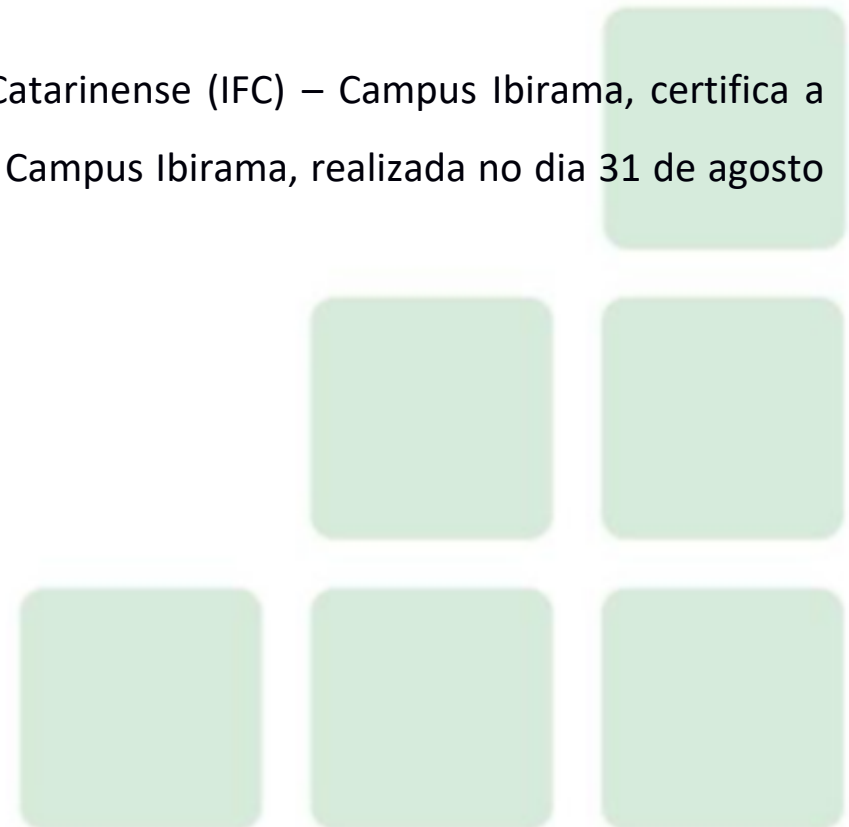 Catarinense (IFC) – Campus Ibirama, certifica a
Campus Ibirama, realizada no dia 31 de agosto